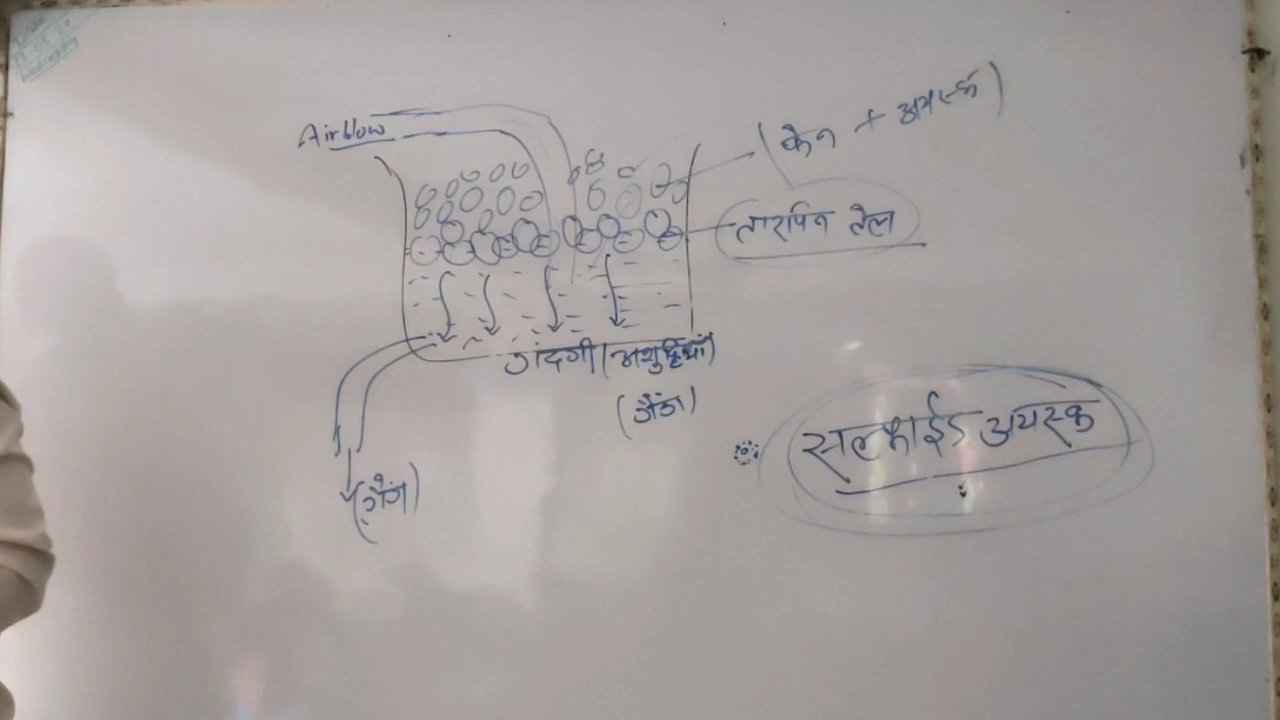 Airblow
(फेन + अयस्क)
तारपिन तेल
गंदगी (अशुद्धियाँ)
(गैंग)
सल्फाईड अयस्क
(गैंग)